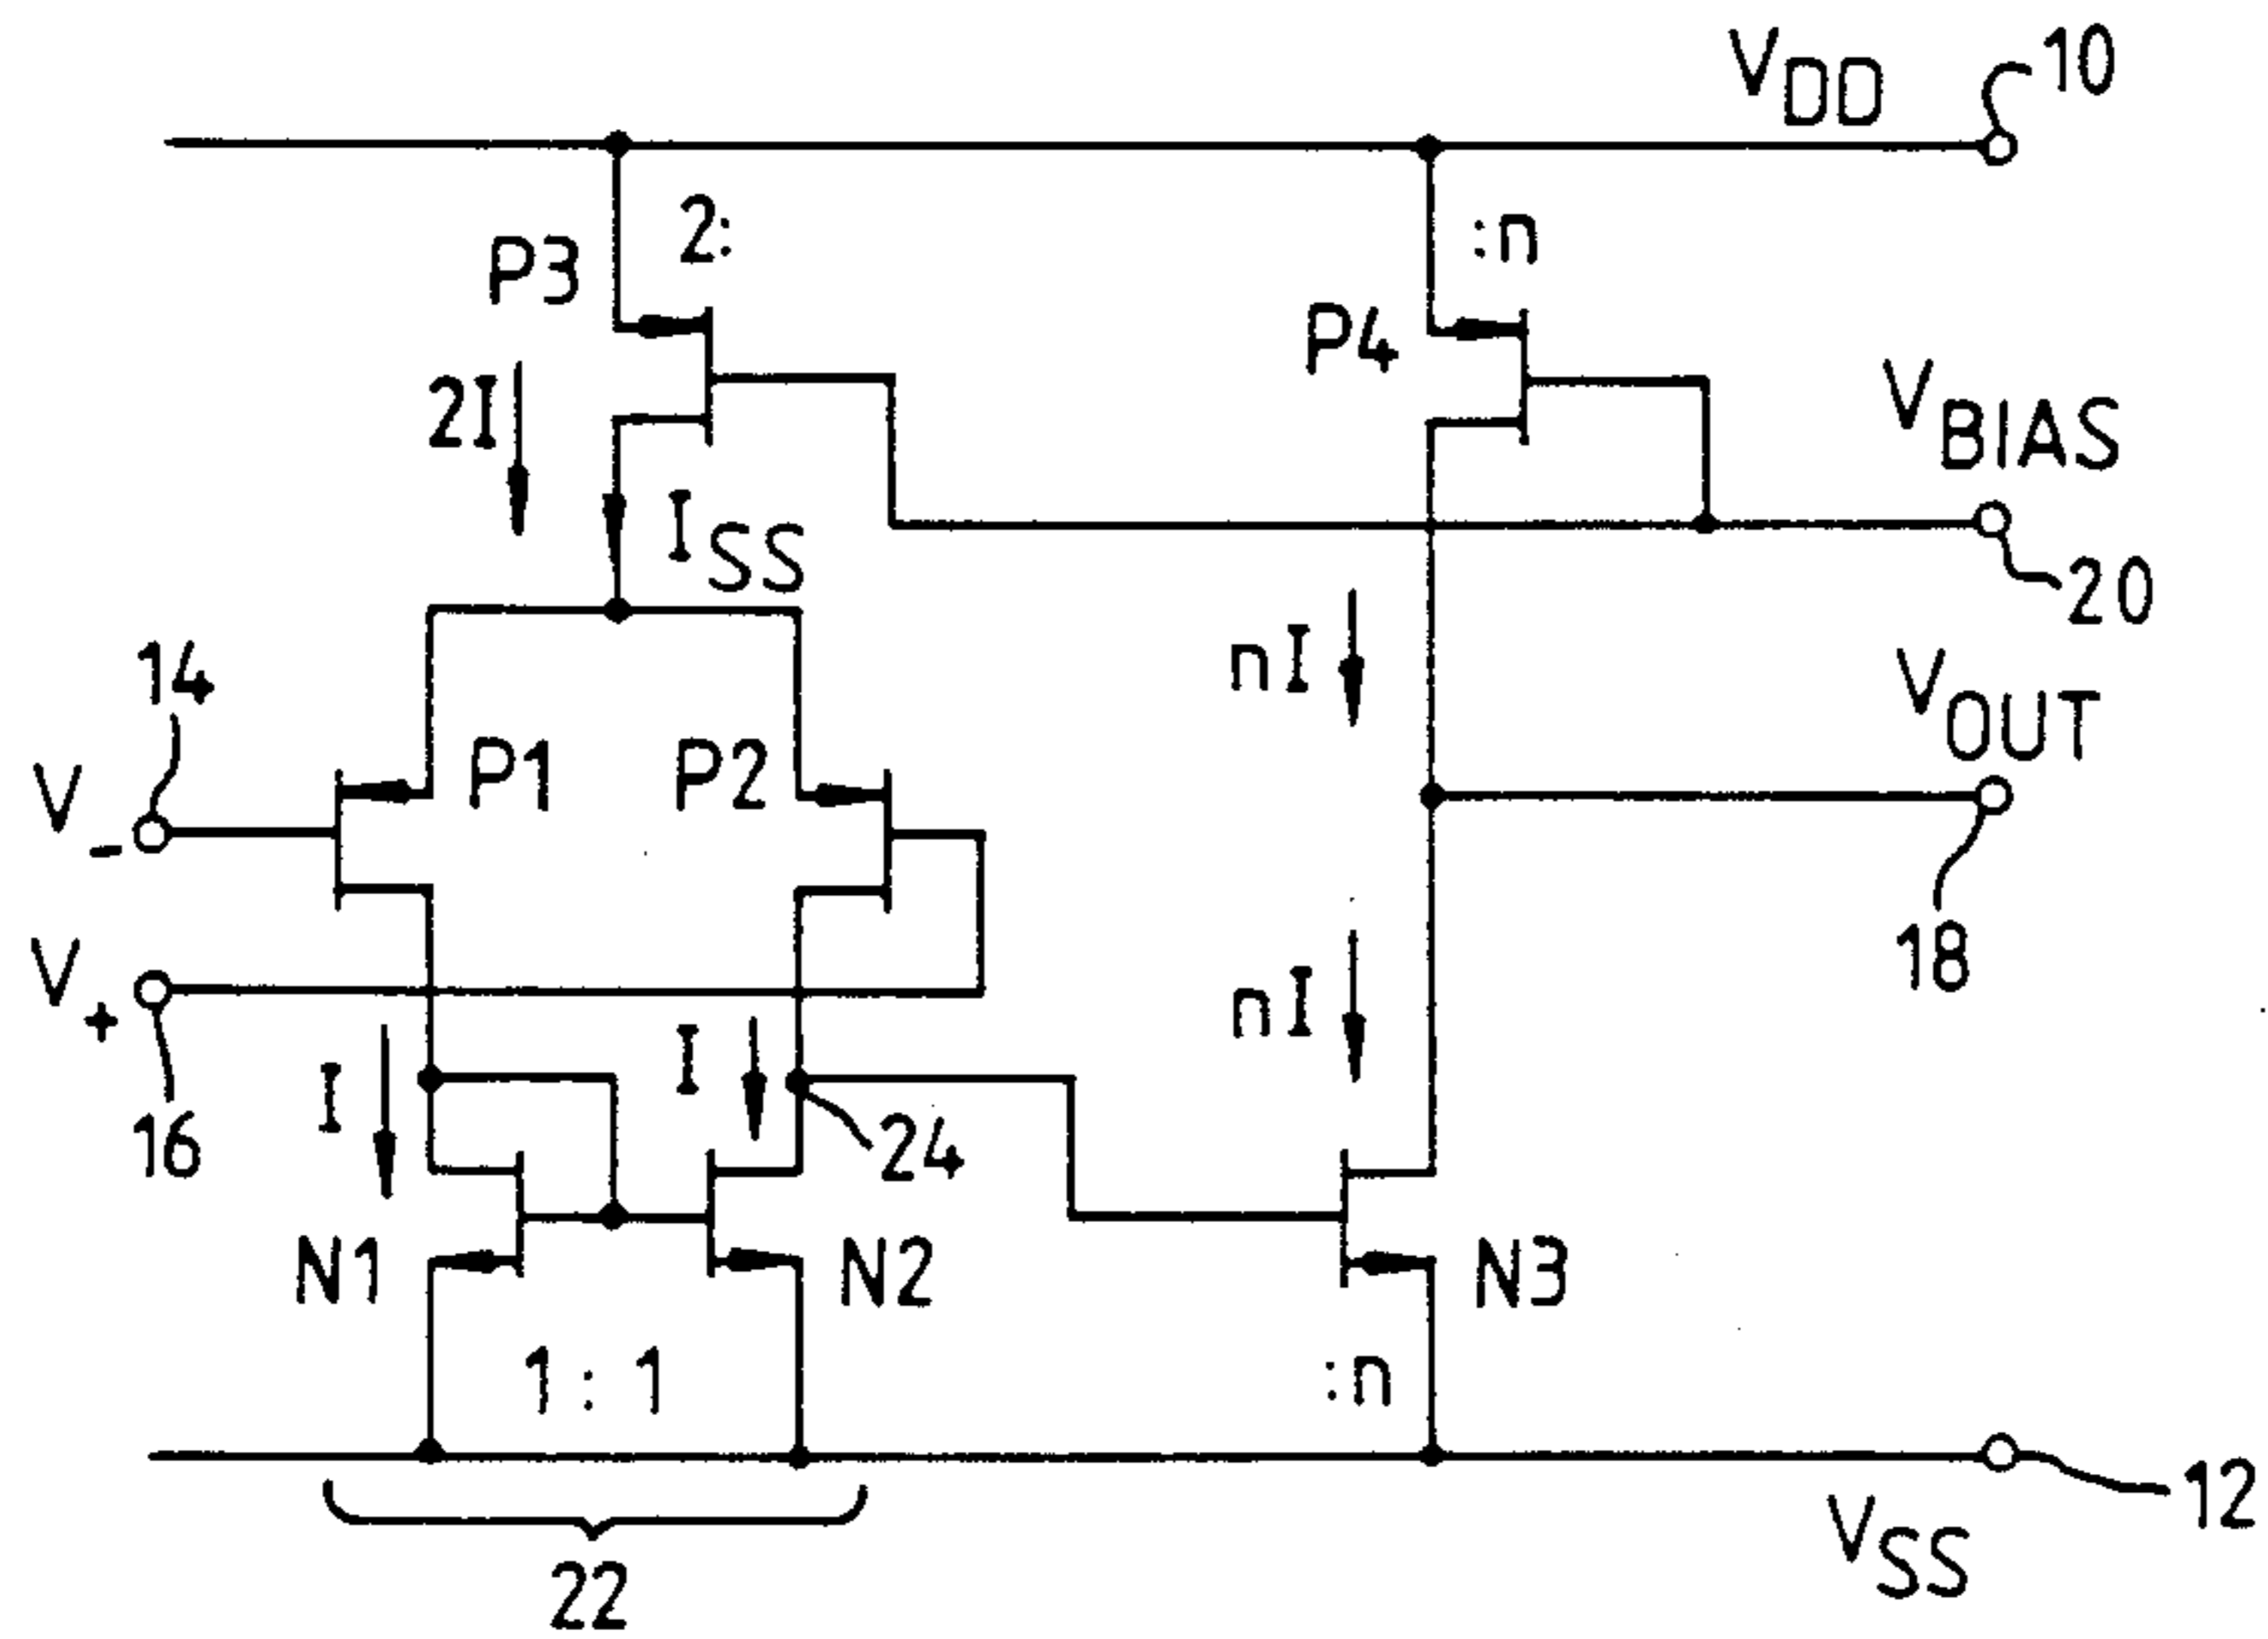 V_DD
10
P3
2:
P4
:n
2I
I_SS
V_BIAS
20
14
nI
V_OUT
V_-
P1
P2
V_+
16
18
I
I
nI
24
N1
N2
N3
1 : 1
:n
22
V_SS
12